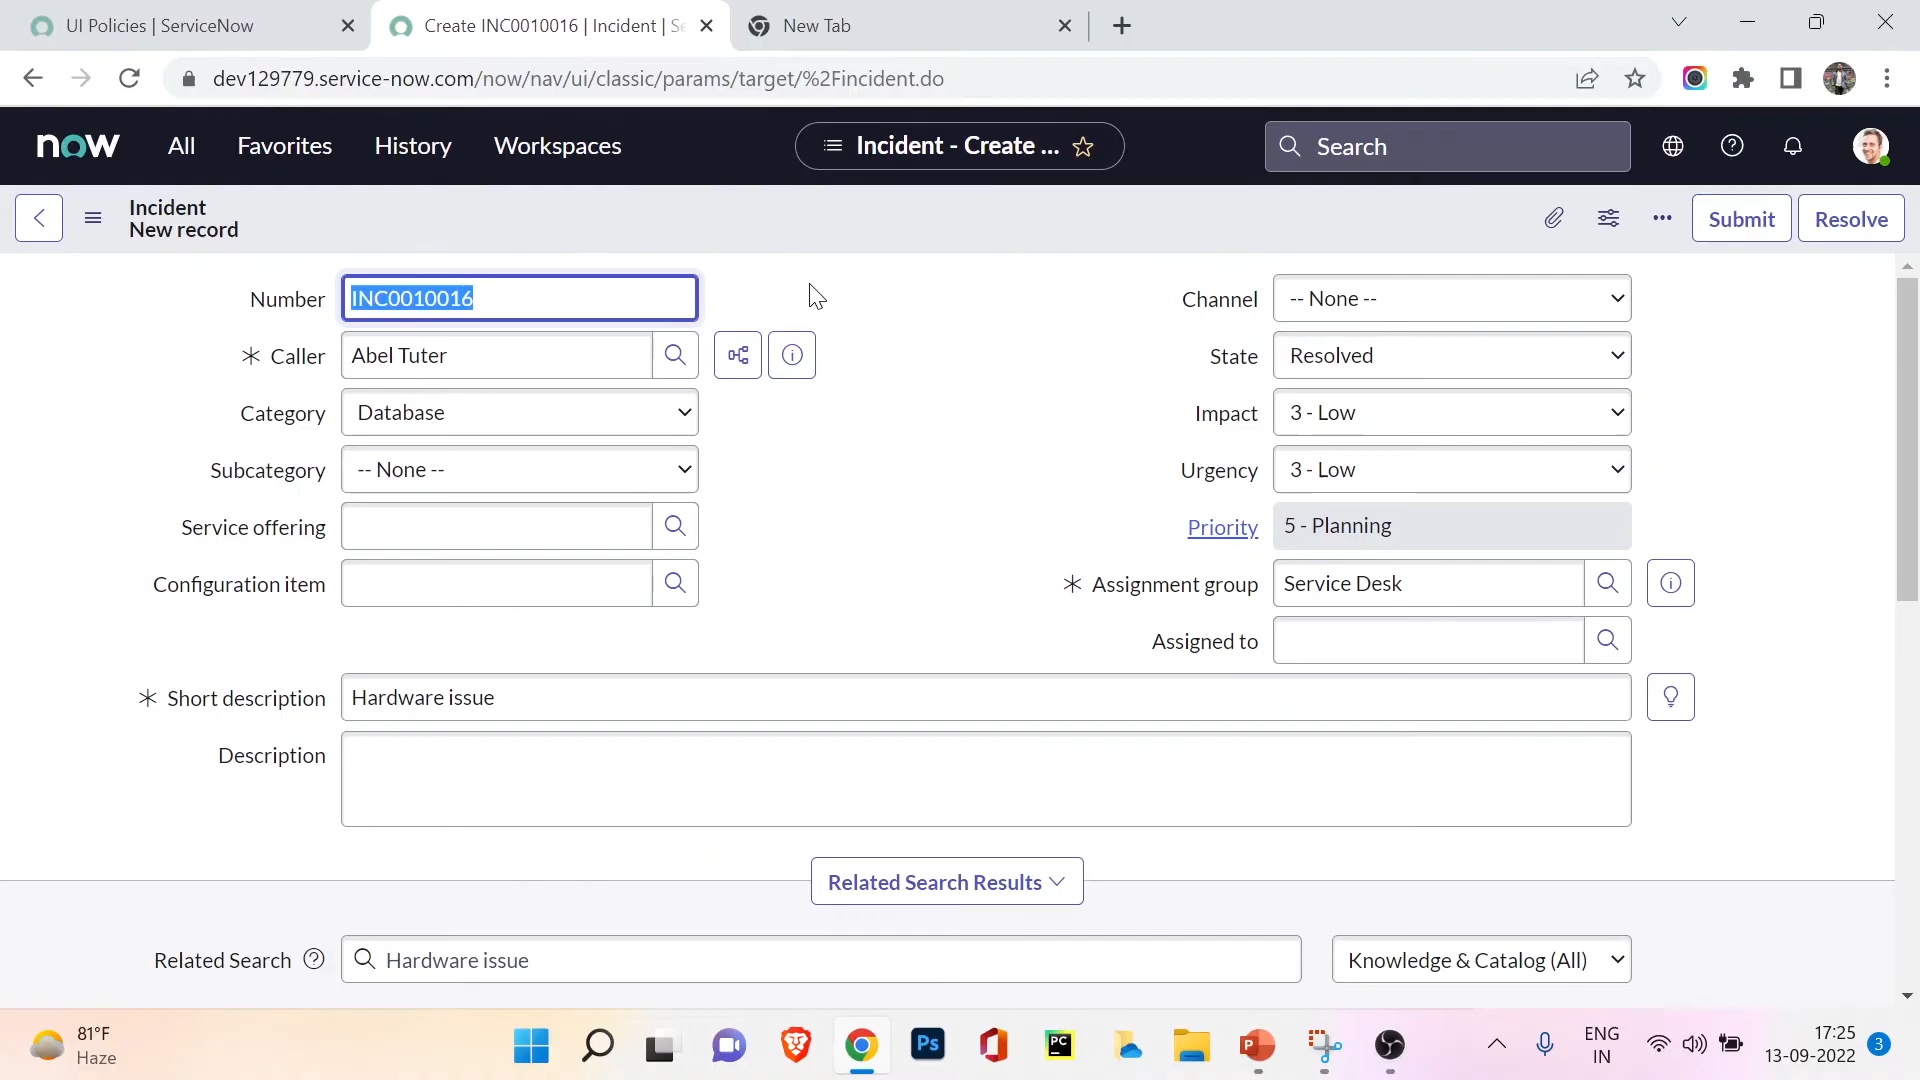 UI Policies | ServiceNow
Create INC0010016 | Incident | Se
New Tab
dev129779.service-now.com/now/nav/ui/classic/params/target/%2Fincident.do
now
All
Favorites
History
Workspaces
Incident - Create ...
Search
Incident
New record
Submit
Resolve
Number
INC0010016
Channel
-- None --
Caller
Abel Tuter
State
Resolved
Category
Database
Impact
3 - Low
Subcategory
-- None --
Urgency
3 - Low
Service offering
Priority
5 - Planning
Configuration item
Assignment group
Service Desk
Assigned to
Short description
Hardware issue
Description
Related Search Results
Related Search
Hardware issue
Knowledge & Catalog (All)
81°F
Haze
Ps
PC
P
ENG
IN
17:25
13-09-2022
3